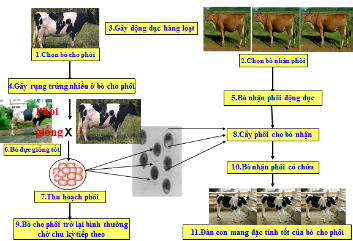 3.Gây động dục hàng loạt
1.Chọn bò cho phôi
2.Chọn bò nhận phôi
4.Gây rụng trứng nhiều ở bò cho phôi
5.Bò nhận phôi động dục
Phối
giống X
6.Bò đực giống tốt
8.Cấy phôi cho bò nhận
10.Bò nhận phôi có chửa
7.Thu hoạch phôi
9.Bò cho phôi trở lại bình thường
chờ chu kỳ tiếp theo
11.Đàn con mang đặc tính tốt của bò cho phôi